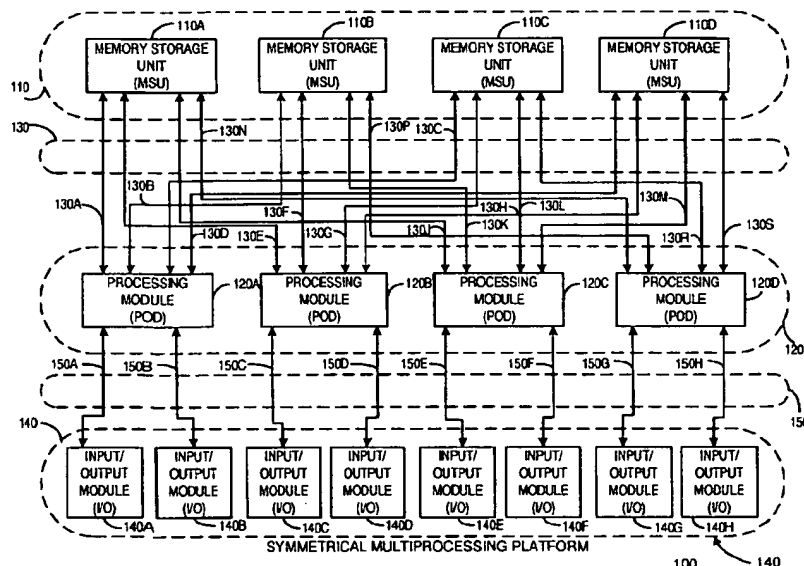 110A
110B
110C
110D
MEMORY STORAGE
UNIT
(MSU)
MEMORY STORAGE
UNIT
(MSU)
MEMORY STORAGE
UNIT
(MSU)
MEMORY STORAGE
UNIT
(MSU)
110
130
130N
130P
130C
130A
130B
130D
130E
130F
130G
130H
130J
130K
130L
130M
130R
130S
PROCESSING
MODULE
(POD)
120A
PROCESSING
MODULE
(POD)
120B
PROCESSING
MODULE
(POD)
120C
PROCESSING
MODULE
(POD)
120D
120
150A
150B
150C
150D
150E
150F
150G
150H
150
140
INPUT/
OUTPUT
MODULE
(I/O)
140A
INPUT/
OUTPUT
MODULE
(I/O)
140B
INPUT/
OUTPUT
MODULE
(I/O)
140C
INPUT/
OUTPUT
MODULE
(I/O)
140D
INPUT/
OUTPUT
MODULE
(I/O)
140E
INPUT/
OUTPUT
MODULE
(I/O)
140F
INPUT/
OUTPUT
MODULE
(I/O)
140G
INPUT/
OUTPUT
MODULE
(I/O)
140H
SYMMETRICAL MULTIPROCESSING PLATFORM
100
140